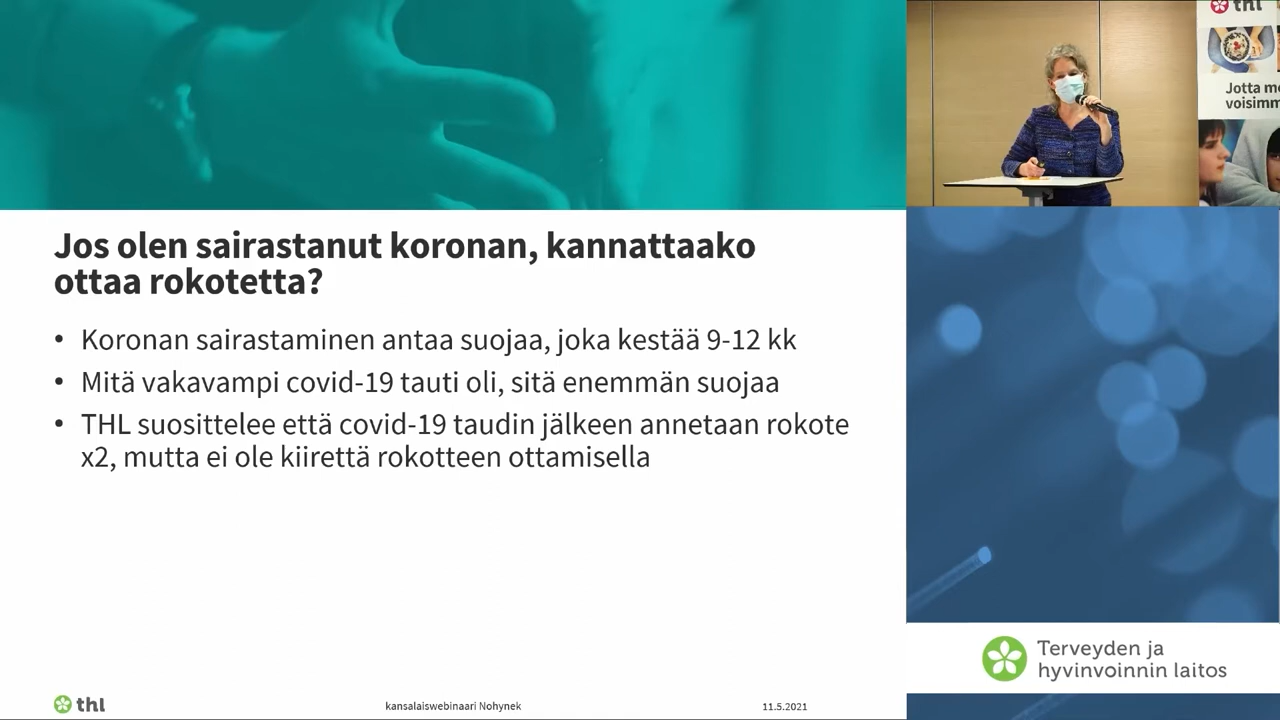 Jos olen sairastanut koronan, kannattaako
ottaa rokotetta?
• Koronan sairastaminen antaa suojaa, joka kestää 9-12 kk
• Mitä vakavampi covid-19 tauti oli, sitä enemmän suojaa
• THL suosittelee että covid-19 taudin jälkeen annetaan rokote
x2, mutta ei ole kiirettä rokotteen ottamisella
thl
kansalaiswebinaari Nohynek
11.5.2021
thl
Jotta
Terveyden ja
hyvinvoinnin laitos